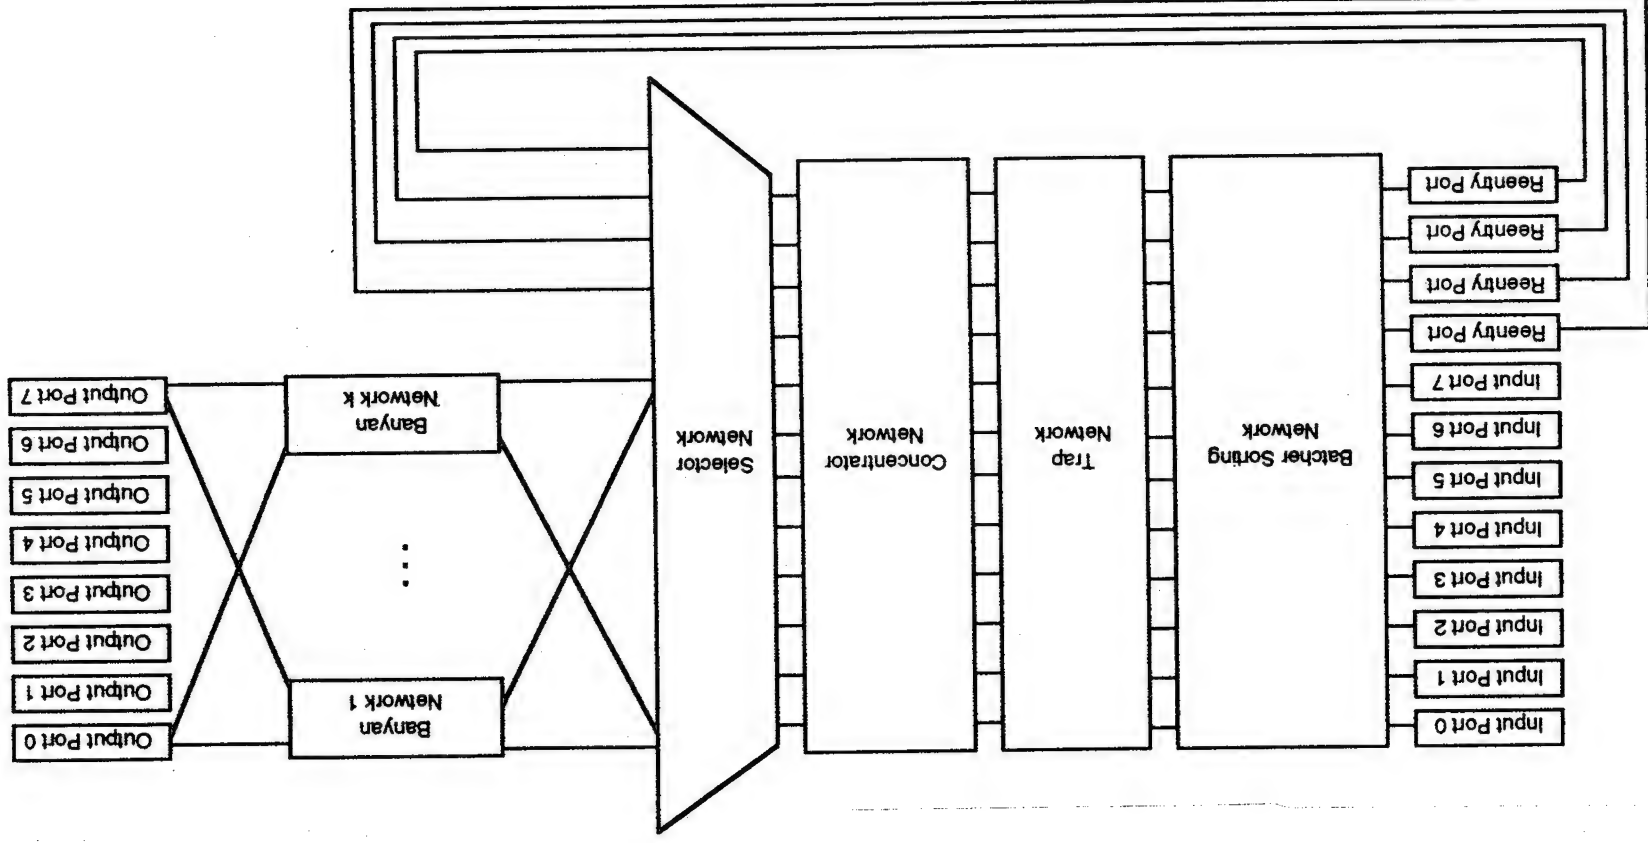 Input Port 0
Input Port 1
Input Port 2
Input Port 3
Input Port 4
Input Port 5
Input Port 6
Input Port 7
Reentry Port
Reentry Port
Reentry Port
Reentry Port
Batcher Sorting
Network
Trap
Network
Concentrator
Network
Selector
Network
Banyan
Network 1
Banyan
Network k
Output Port 0
Output Port 1
Output Port 2
Output Port 3
Output Port 4
Output Port 5
Output Port 6
Output Port 7